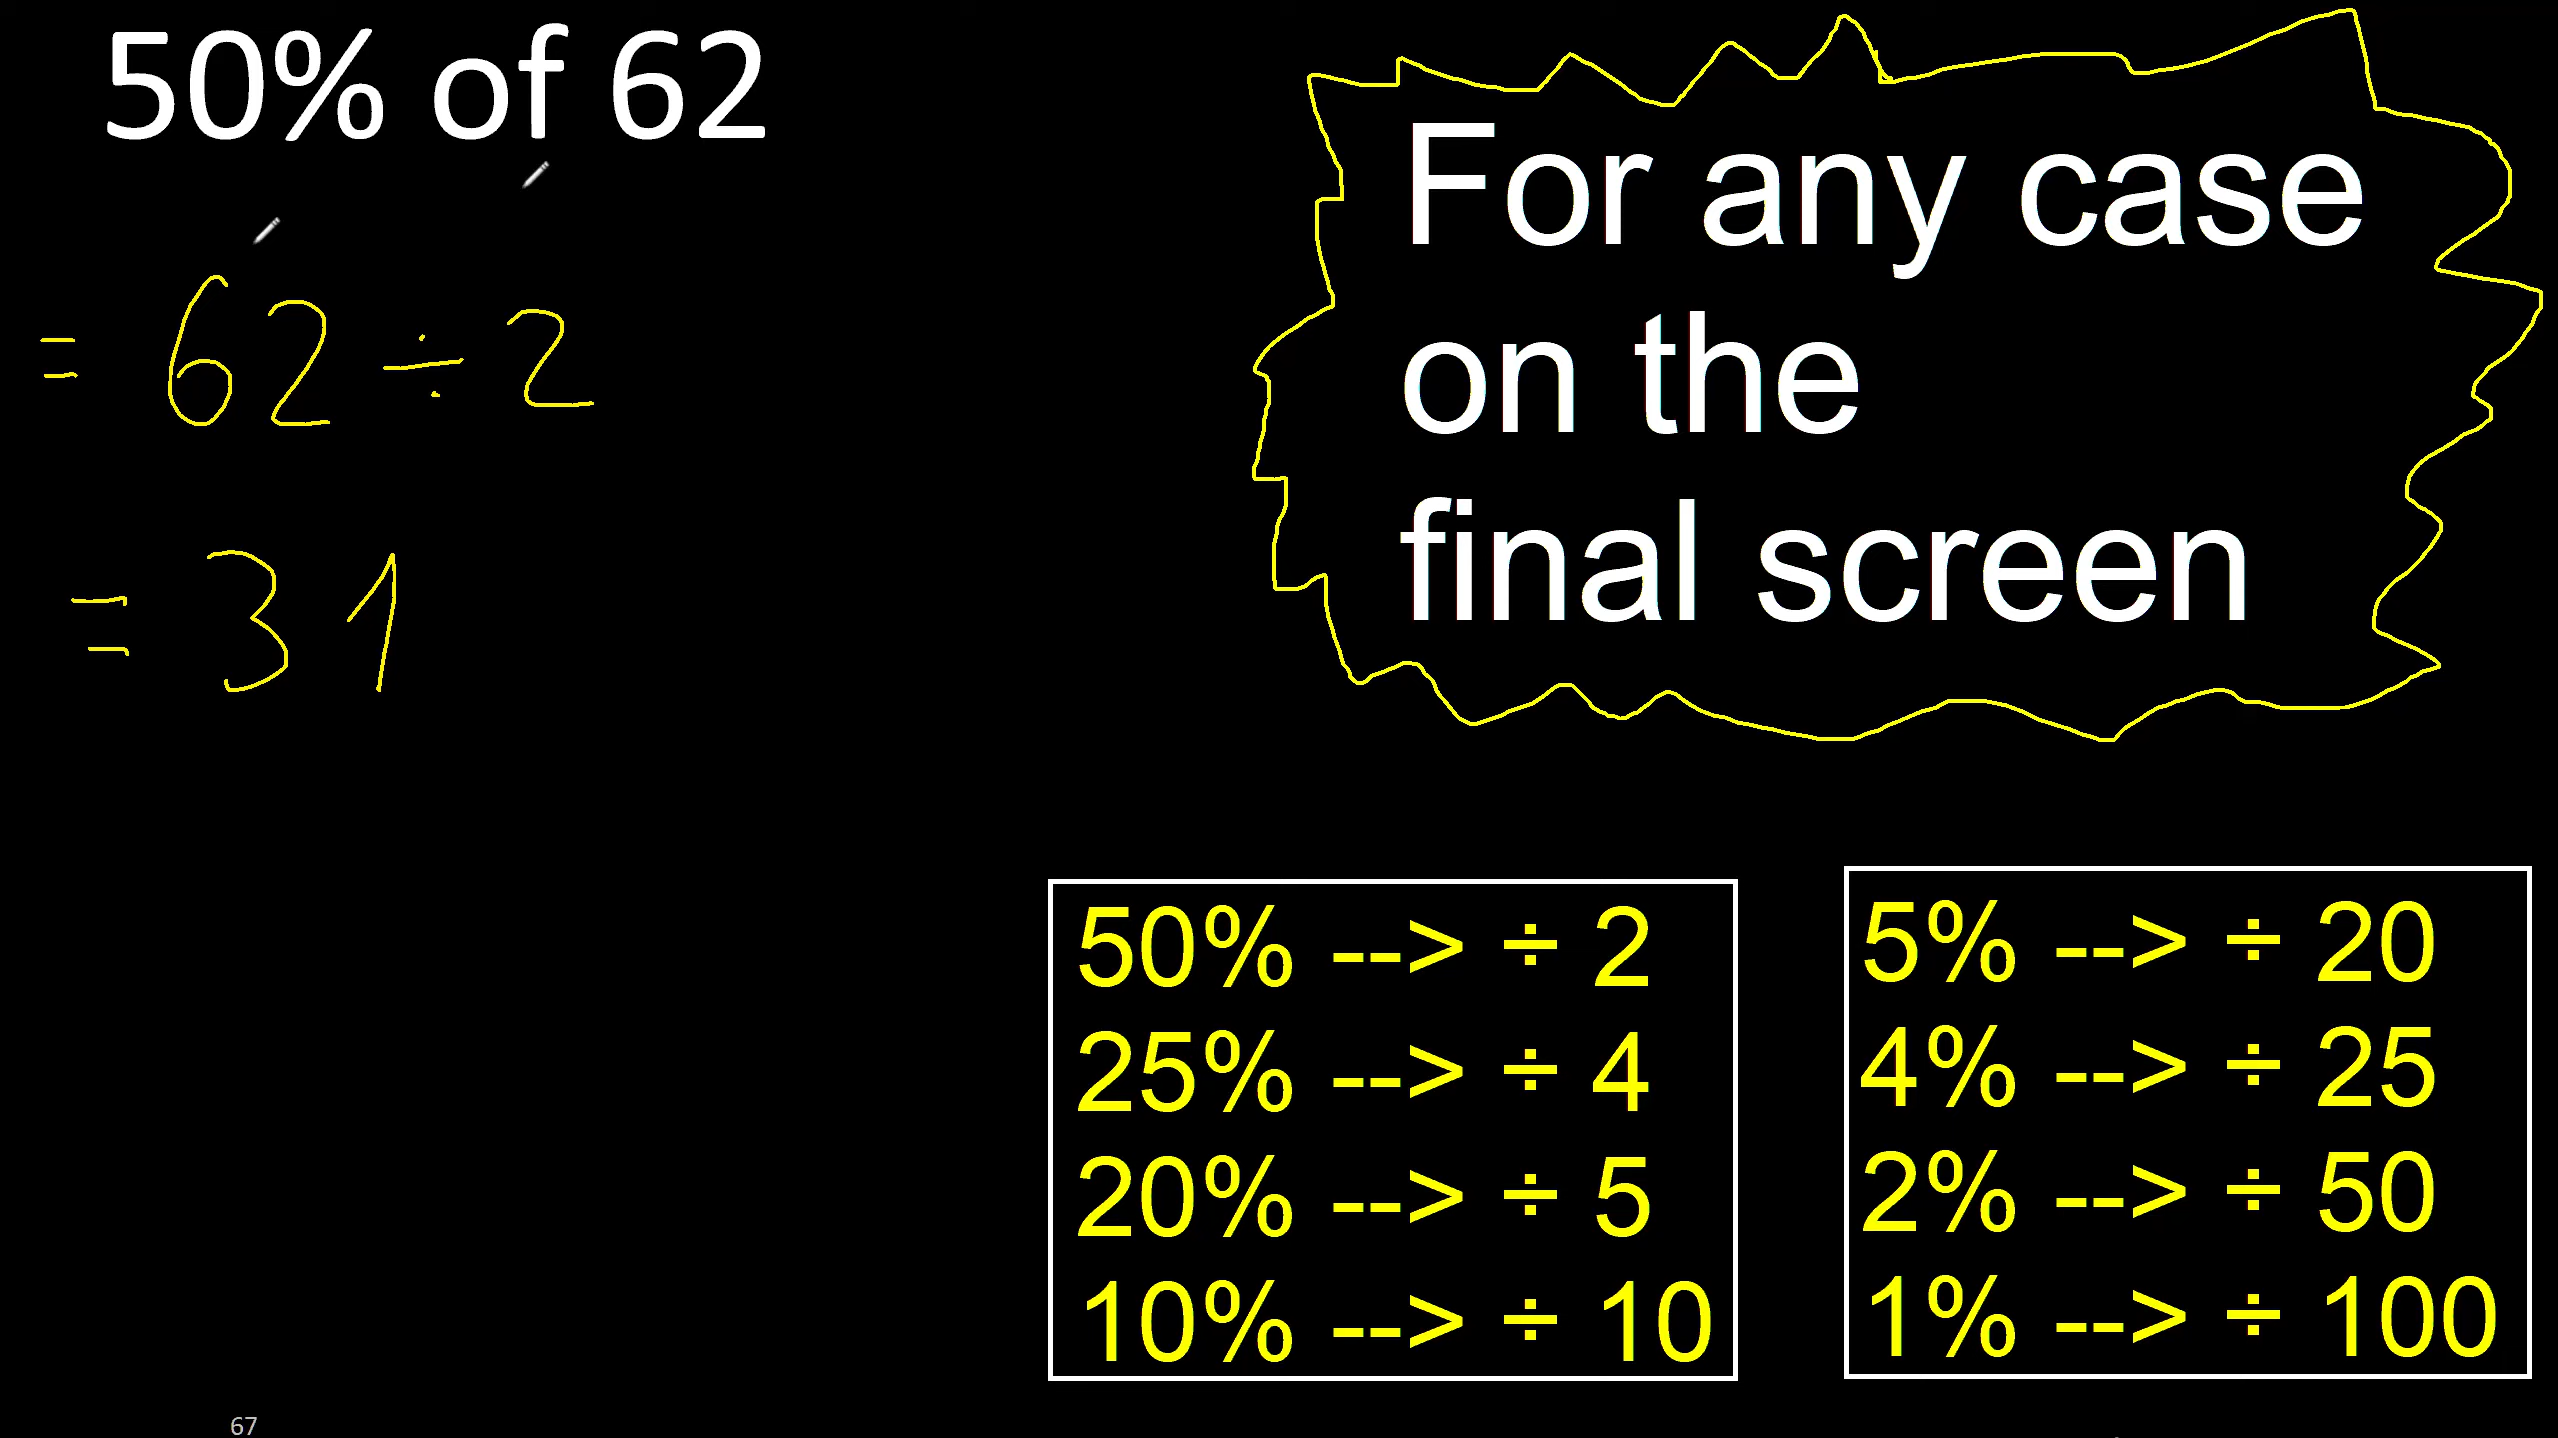 50% of 62
= 62 ÷ 2
= 31
For any case
on the
final screen
50% --> ÷ 2
25% --> ÷ 4
20% --> ÷ 5
10% --> ÷ 10
5% --> ÷ 20
4% --> ÷ 25
2% --> ÷ 50
1% --> ÷ 100
67